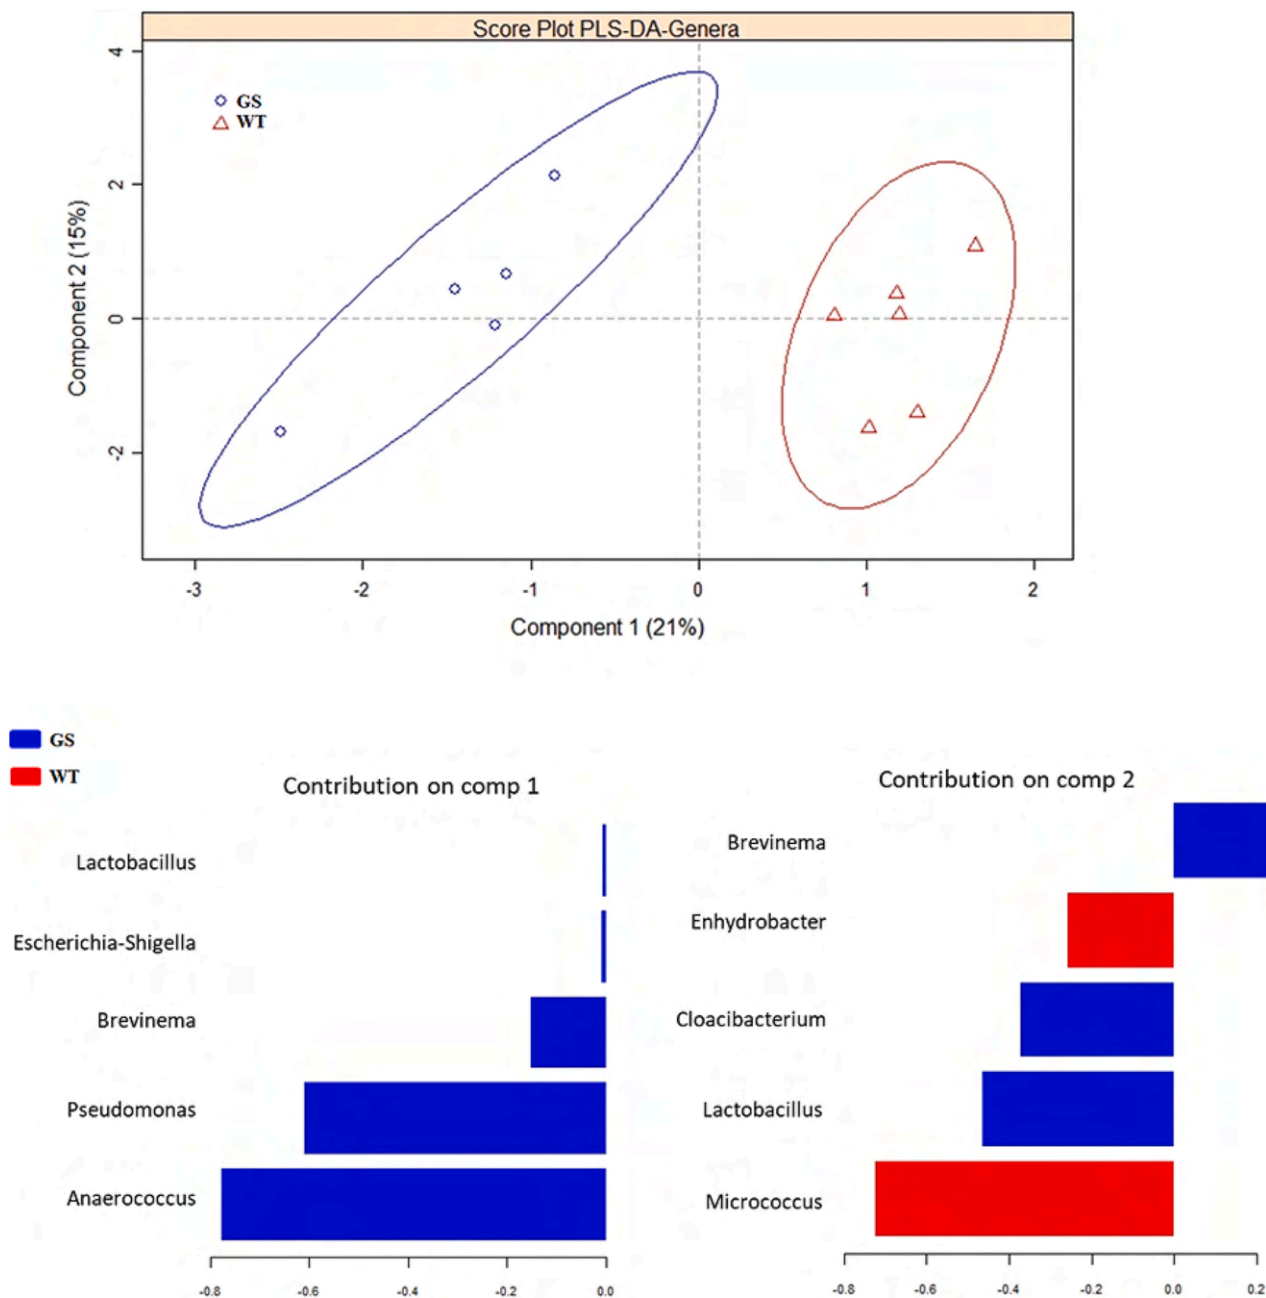 Score Plot PLS-DA-Genera
GS
WT
4
2
0
-2
Component 2 (15%)
-3
-2
-1
0
1
2
Component 1 (21%)
GS
WT
Contribution on comp 1
Lactobacillus
Escherichia-Shigella
Brevinema
Pseudomonas
Anaerococcus
-0.8
-0.6
-0.4
-0.2
0.0
Contribution on comp 2
Brevinema
Enhydrobacter
Cloacibacterium
Lactobacillus
Micrococcus
-0.8
-0.6
-0.4
-0.2
0.0
0.2